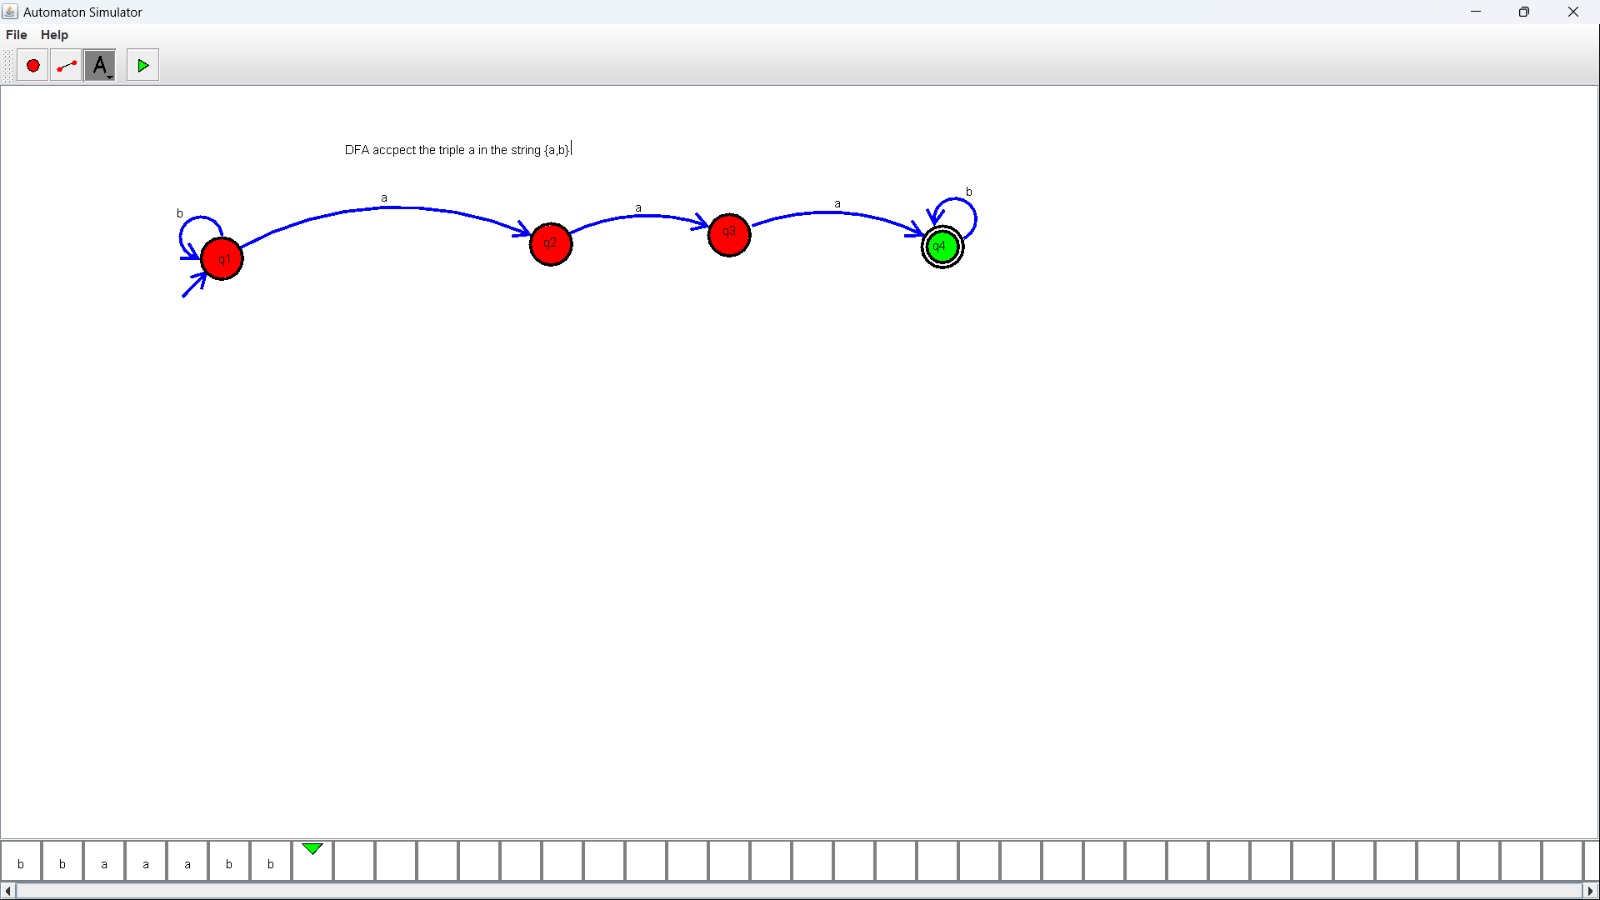 Automaton Simulator
File Help
A
DFA accpect the triple a in the string {a,b}
b a a a b
q1 q2 q3 q4
b b a a a b b